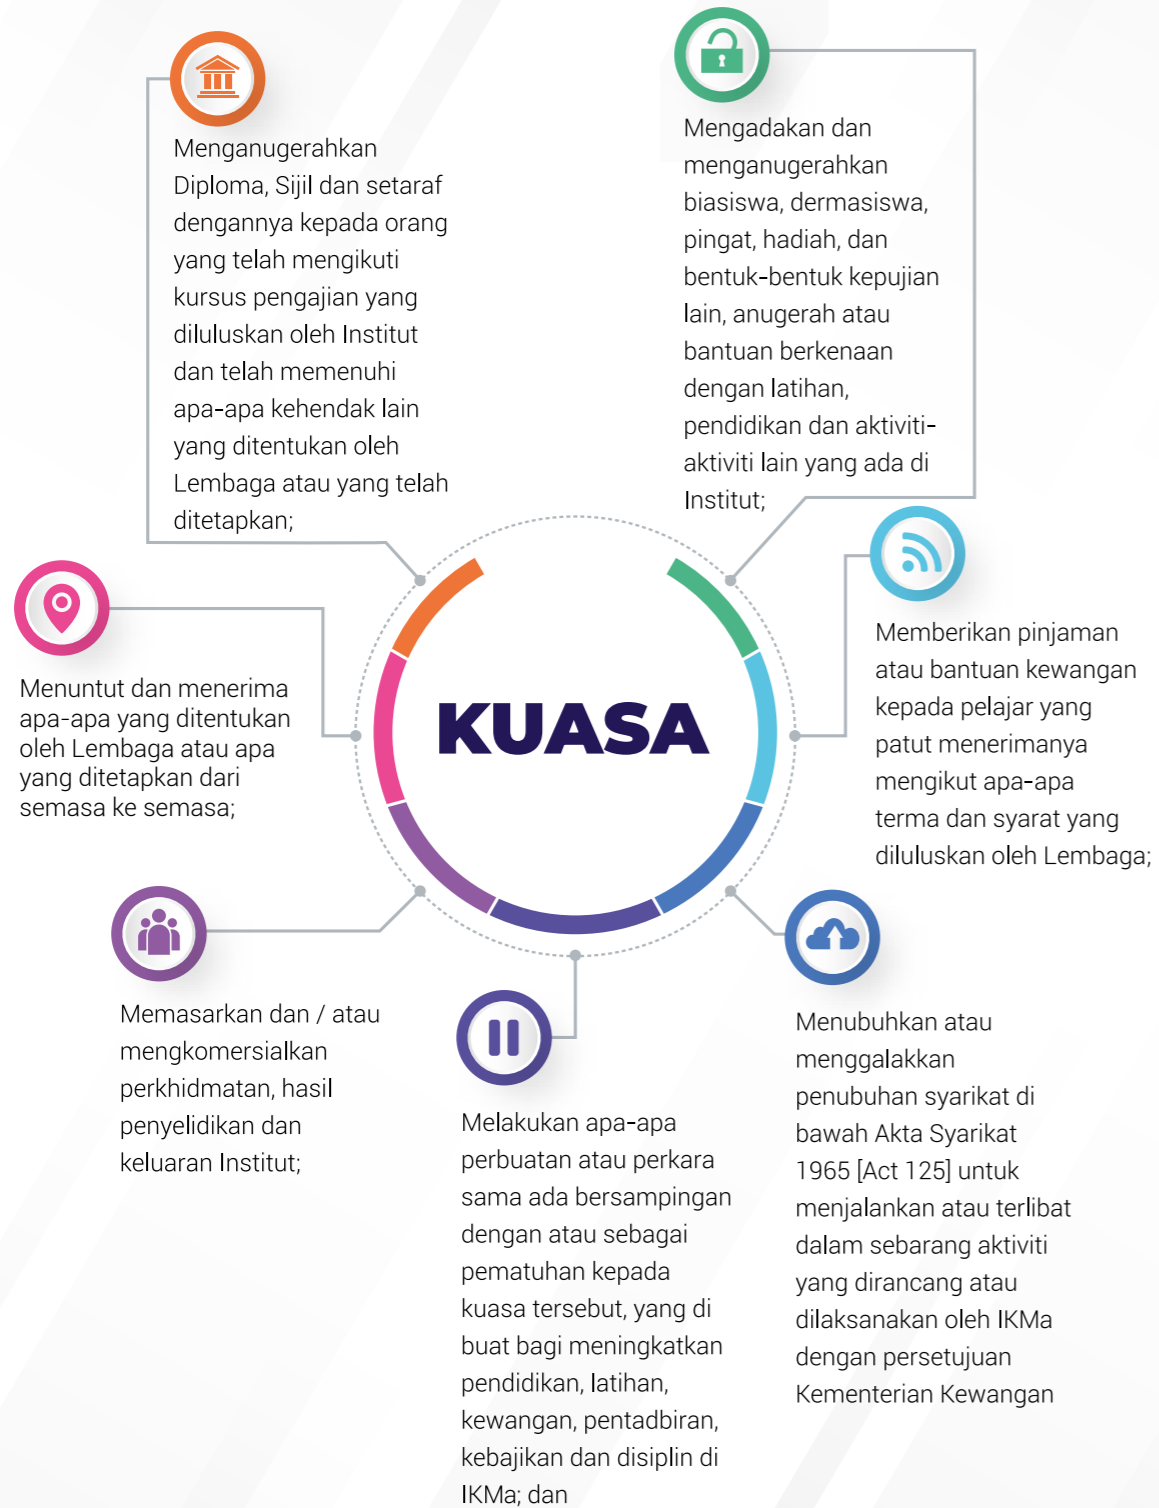 Menganugerahkan
Diploma, Sijil dan setaraf
dengannya kepada orang
yang telah mengikuti
kursus pengajian yang
diluluskan oleh Institut
dan telah memenuhi
apa-apa kehendak lain
yang ditentukan oleh
Lembaga atau yang telah
ditetapkan;
Mengadakan dan
menganugerahkan
biasiswa, dermasiswa,
pingat, hadiah, dan
bentuk-bentuk kepujian
lain, anugerah atau
bantuan berkenaan
dengan latihan,
pendidikan dan aktiviti-
aktiviti lain yang ada di
Institut;
Menuntut dan menerima
apa-apa yang ditentukan
oleh Lembaga atau apa
yang ditetapkan dari
semasa ke semasa;
KUASA
Memberikan pinjaman
atau bantuan kewangan
kepada pelajar yang
patut menerimanya
mengikut apa-apa
terma dan syarat yang
diluluskan oleh Lembaga;
Memasarkan dan / atau
mengkomersialkan
perkhidmatan, hasil
penyelidikan dan
keluaran Institut;
Melakukan apa-apa
perbuatan atau perkara
sama ada bersampingan
dengan atau sebagai
pematuhan kepada
kuasa tersebut, yang di
buat bagi meningkatkan
pendidikan, latihan,
kewangan, pentadbiran,
kebajikan dan disiplin di
IKMa; dan
Menubuhkan atau
menggalakkan
penubuhan syarikat di
bawah Akta Syarikat
1965 [Act 125] untuk
menjalankan atau terlibat
dalam sebarang aktiviti
yang dirancang atau
dilaksanakan oleh IKMa
dengan persetujuan
Kementerian Kewangan